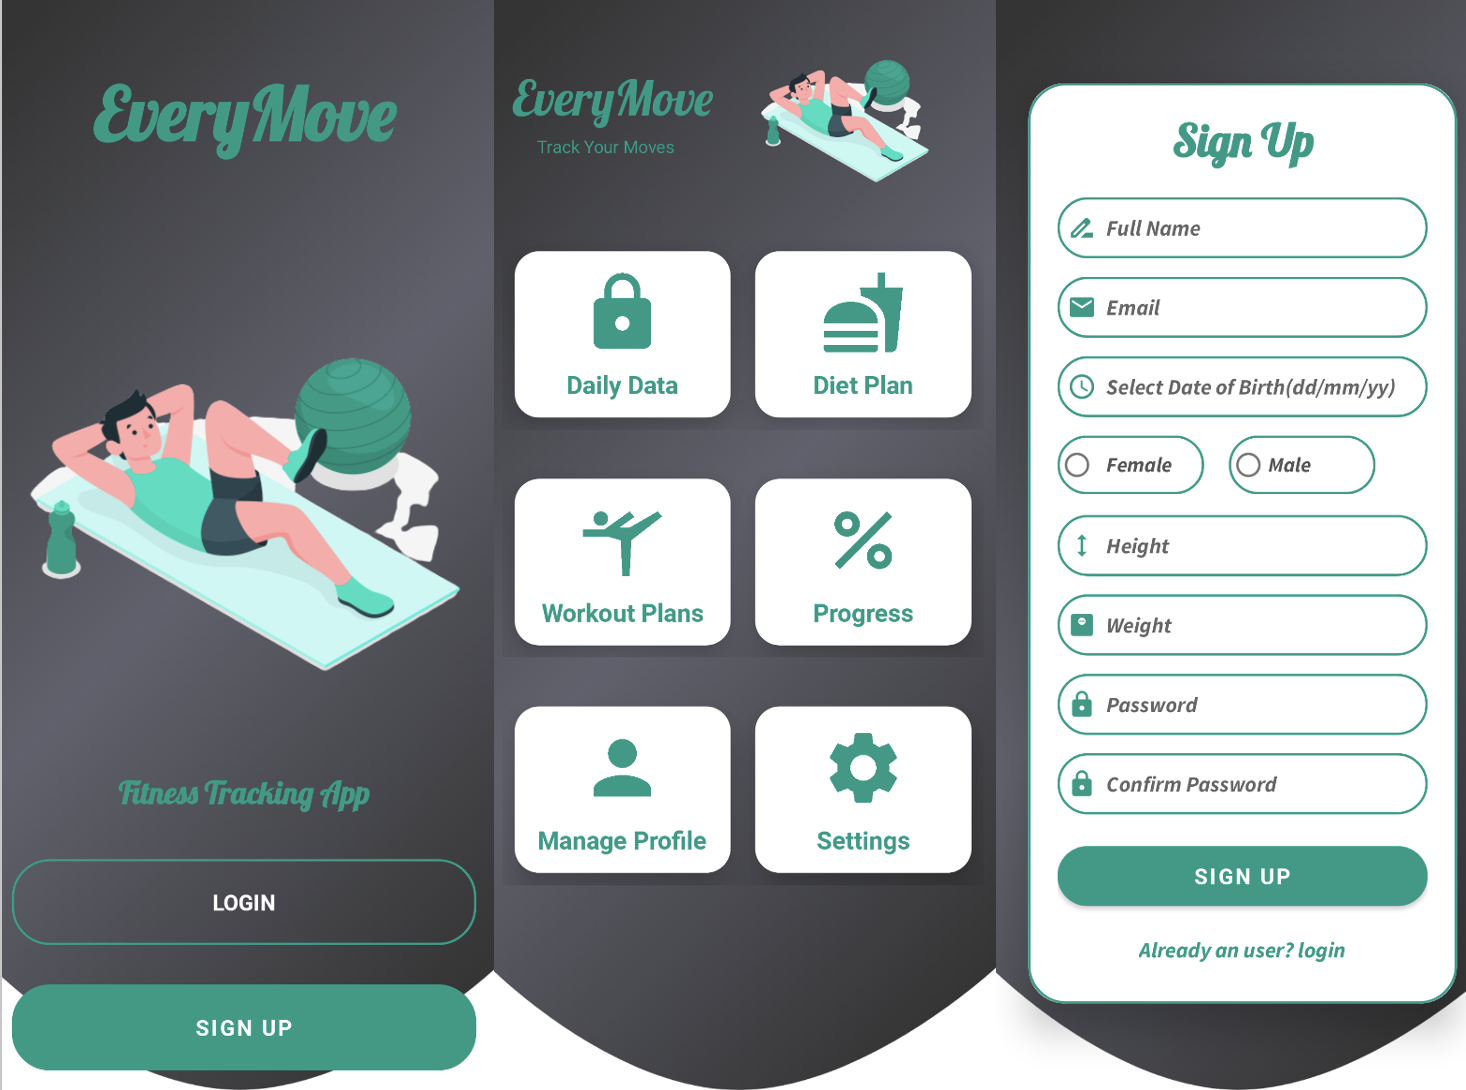 EveryMove
Fitness Tracking App
LOGIN
SIGN UP
EveryMove
Track Your Moves
Daily Data
Diet Plan
Workout Plans
Progress
Manage Profile
Settings
Sign Up
Full Name
Email
Select Date of Birth(dd/mm/yy)
Female
Male
Height
Weight
Password
Confirm Password
SIGN UP
Already an user? login